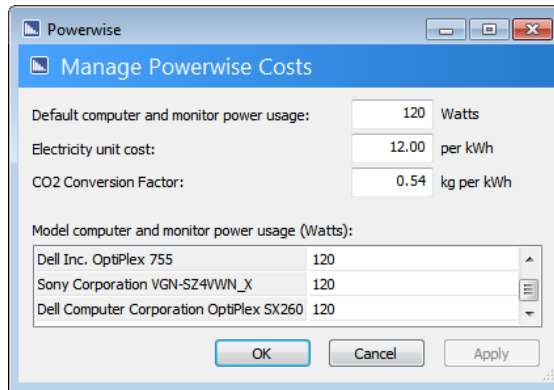 Powerwise
Manage Powerwise Costs
Default computer and monitor power usage: 120 Watts
Electricity unit cost: 12.00 per kWh
CO2 Conversion Factor: 0.54 kg per kWh
Model computer and monitor power usage (Watts):
Dell Inc. OptiPlex 755 120
Sony Corporation VGN-SZ4VWN_X 120
Dell Computer Corporation OptiPlex SX260 120
OK Cancel Apply